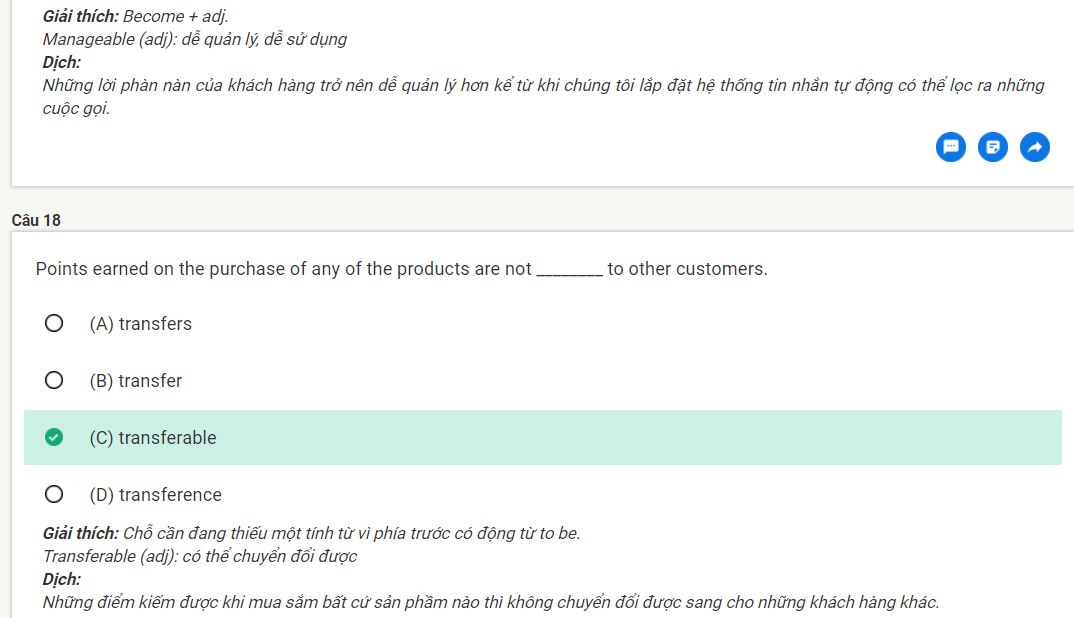 Giải thích: Become + adj.
Manageable (adj): dễ quản lý, dễ sử dụng
Dịch:
Những lời phàn nàn của khách hàng trở nên dễ quản lý hơn kể từ khi chúng tôi lắp đặt hệ thống tin nhắn tự động có thể lọc ra những
cuộc gọi.
Câu 18
Points earned on the purchase of any of the products are not ________ to other customers.
(A) transfers
(B) transfer
(C) transferable
(D) transference
Giải thích: Chỗ cần đang thiếu một tính từ vì phía trước có động từ to be.
Transferable (adj): có thể chuyển đổi được
Dịch:
Những điểm kiếm được khi mua sắm bất cứ sản phầm nào thì không chuyển đổi được sang cho những khách hàng khác.